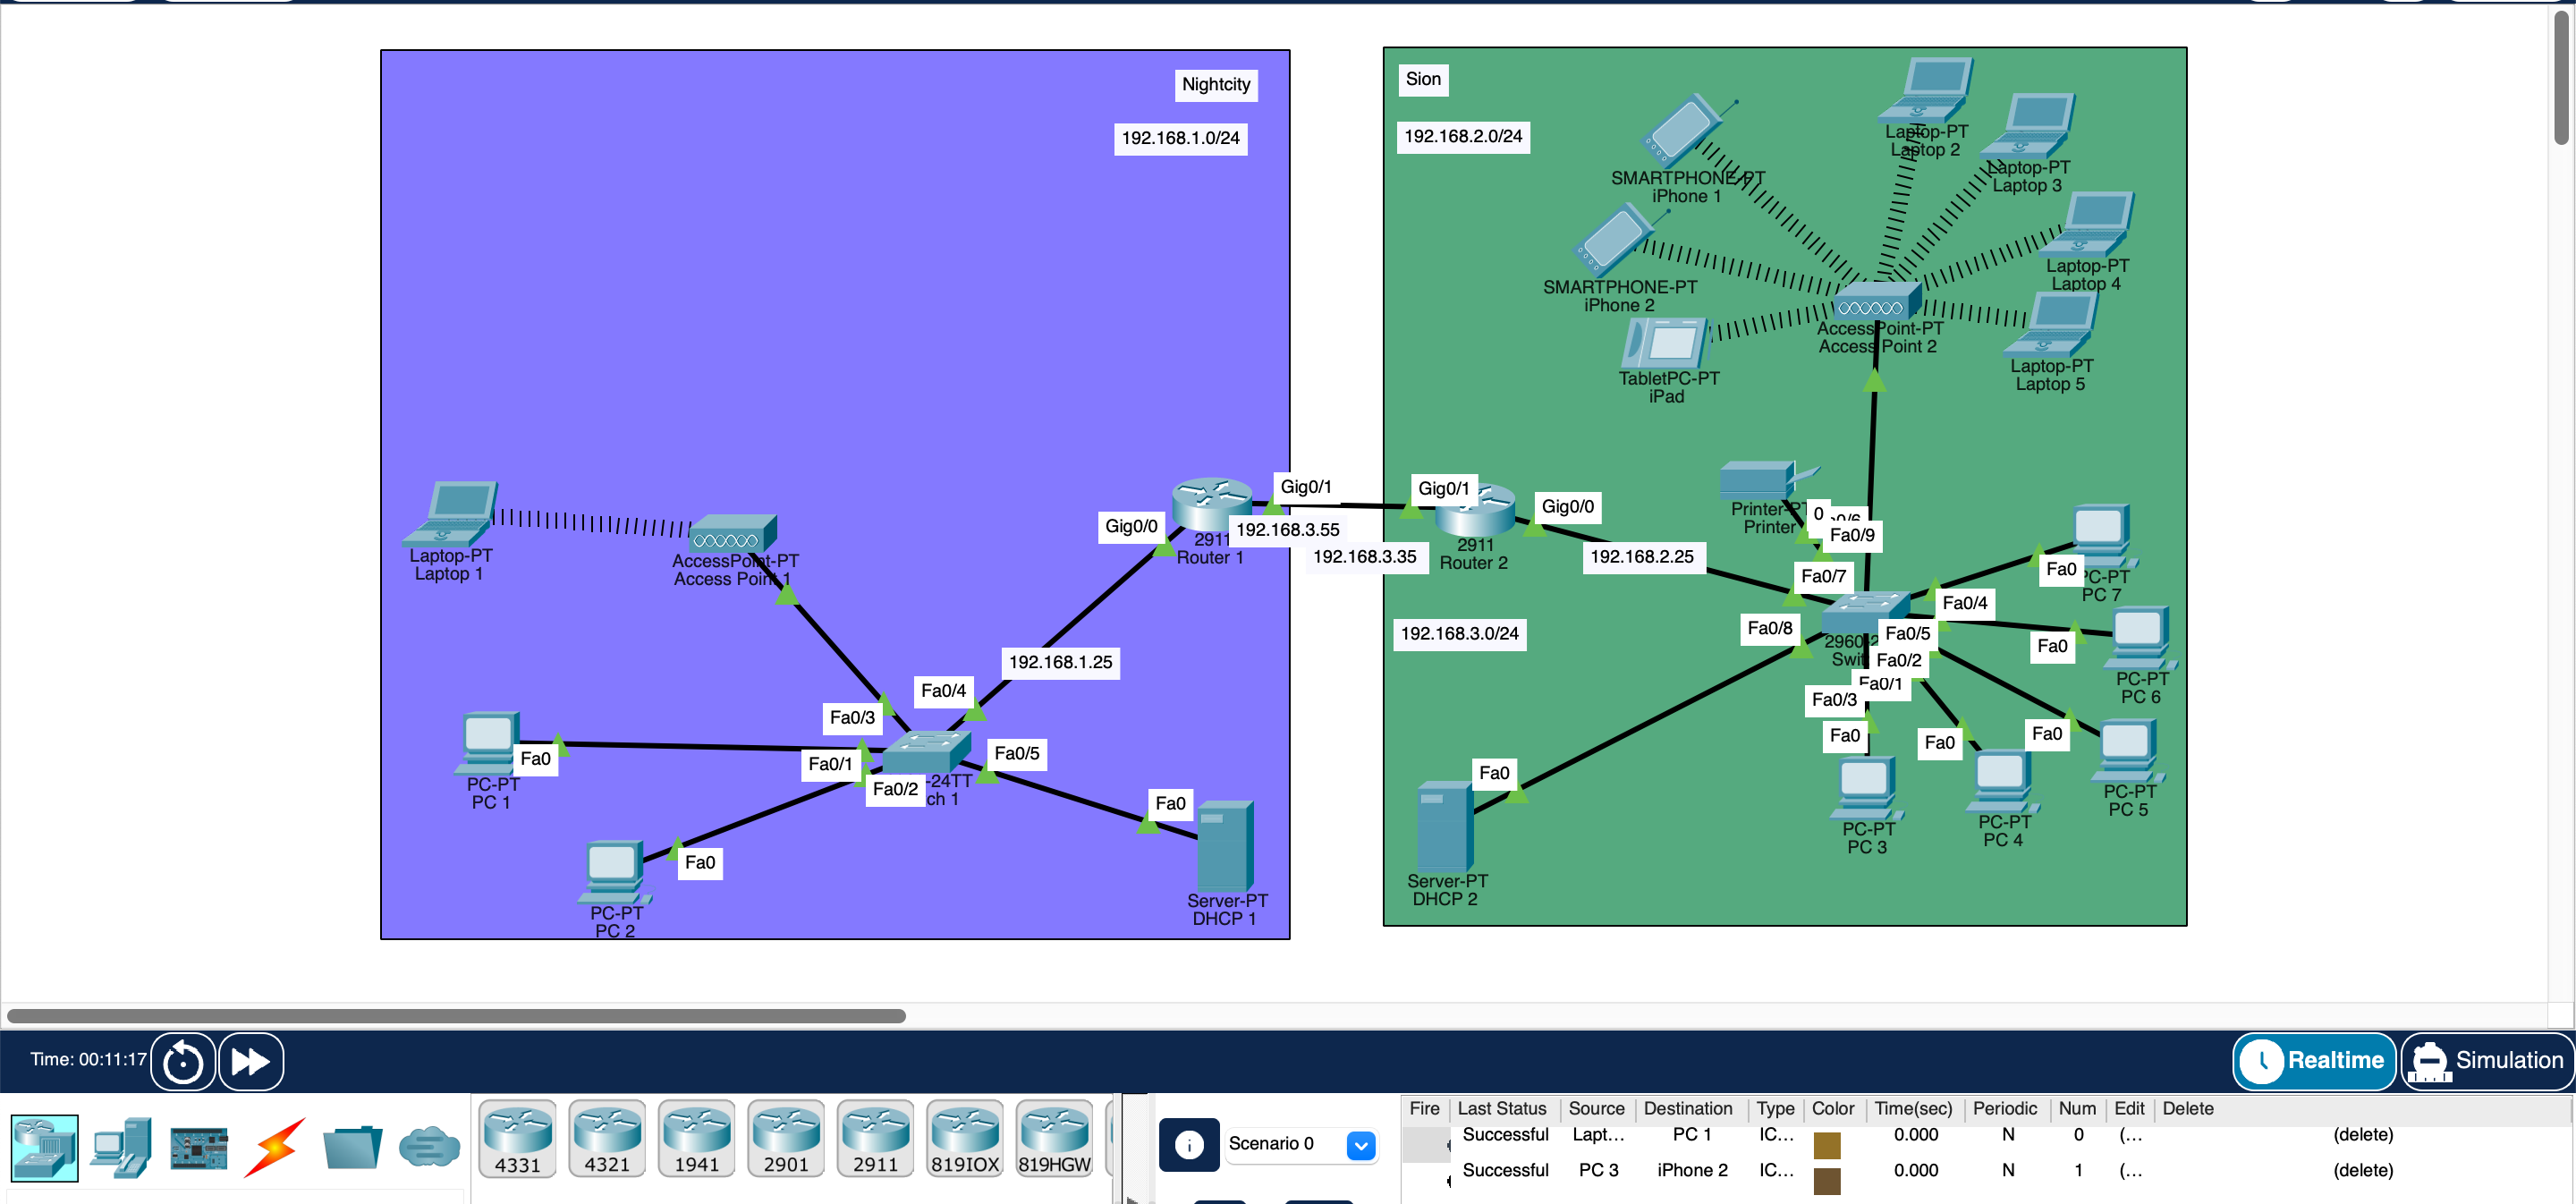 Nightcity
192.168.1.0/24
Laptop-PT
Laptop 1
AccessPoint-PT
Access Point 1
Gig0/0
Gig0/1
2911
Router 1
192.168.3.55
192.168.3.35
192.168.1.25
Fa0/4
Fa0/3
Fa0/1
Fa0/2
Fa0/5
-24TT
ch 1
Fa0
PC-PT
PC 1
Fa0
PC-PT
PC 2
Fa0
Server-PT
DHCP 1
Sion
192.168.2.0/24
SMARTPHONE-PT
iPhone 1
SMARTPHONE-PT
iPhone 2
TabletPC-PT
iPad
Laptop-PT
Laptop 2
Laptop-PT
Laptop 3
Laptop-PT
Laptop 4
Laptop-PT
Laptop 5
AccessPoint-PT
Access Point 2
Gig0/1
Gig0/0
2911
Router 2
192.168.2.25
192.168.3.0/24
Printer-PT
Printer
0
Fa0/9
Fa0/7
Fa0/8
Fa0/4
Fa0/5
Fa0/2
Fa0/1
Fa0/3
Fa0
PC-PT
PC 7
Fa0
PC-PT
PC 6
Fa0
PC-PT
PC 5
Fa0
PC-PT
PC 4
Fa0
PC-PT
PC 3
Fa0
Server-PT
DHCP 2
Time: 00:11:17
Realtime
Simulation
4331
4321
1941
2901
2911
819IOX
819HGW
Scenario 0
Fire Last Status Source Destination Type Color Time(sec) Periodic Num Edit Delete
Successful Lapt... PC 1 IC... 0.000 N 0 (... (delete)
Successful PC 3 iPhone 2 IC... 0.000 N 1 (... (delete)